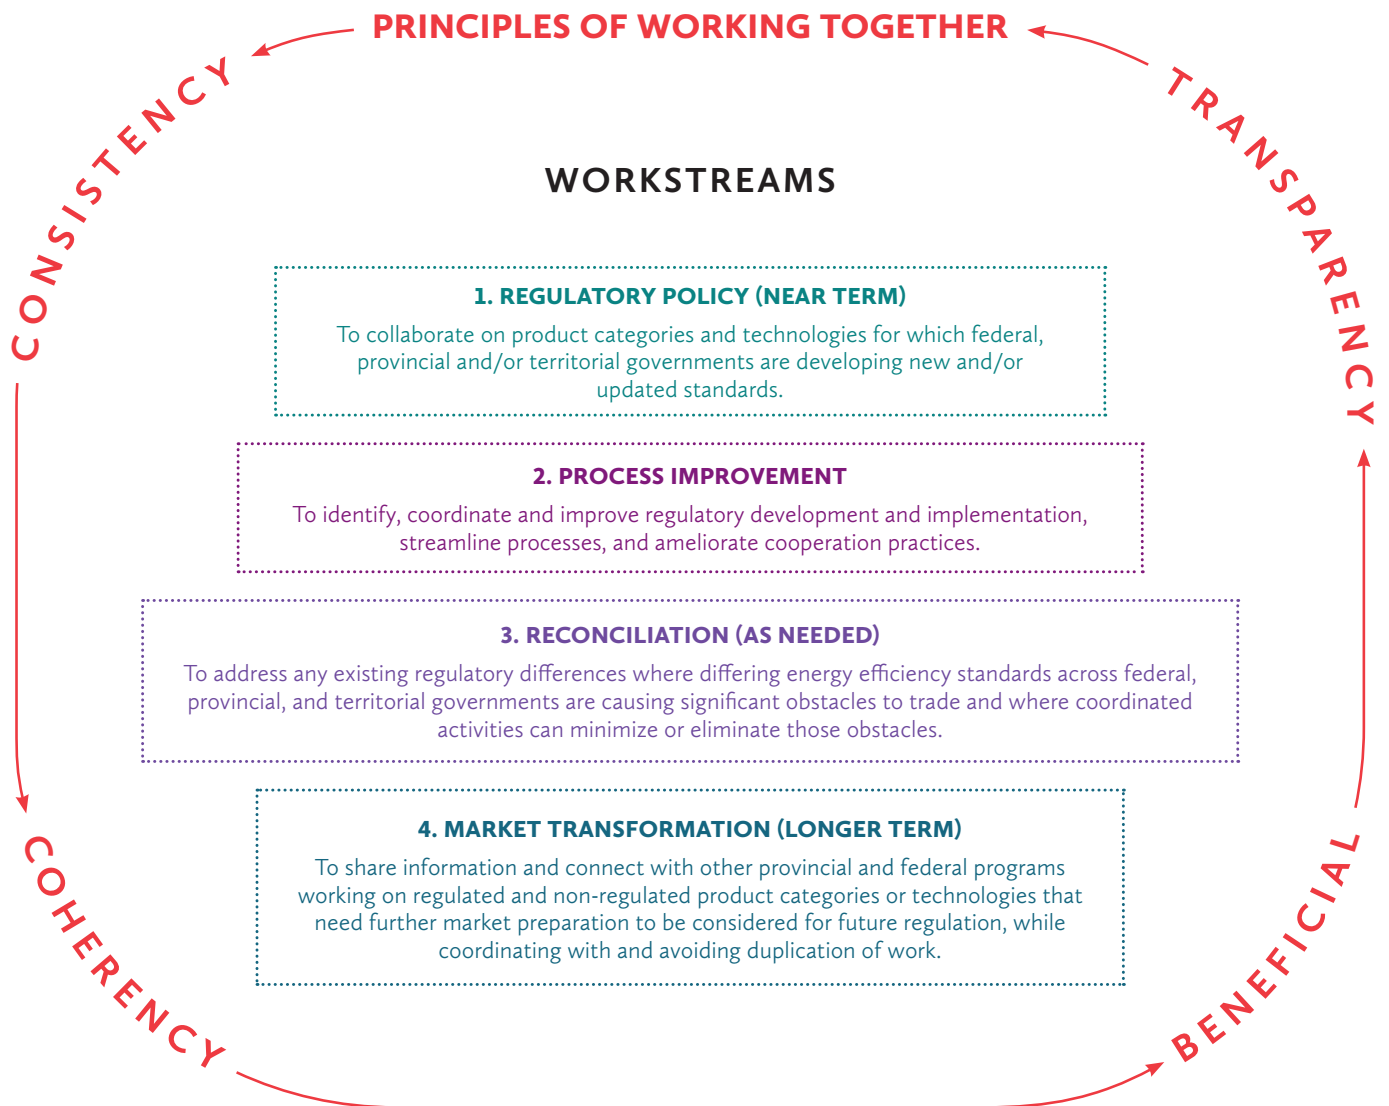 PRINCIPLES OF WORKING TOGETHER
CONSISTENCY
TRANSPARENCY
WORKSTREAMS
1. REGULATORY POLICY (NEAR TERM)
To collaborate on product categories and technologies for which federal,
provincial and/or territorial governments are developing new and/or
updated standards.
2. PROCESS IMPROVEMENT
To identify, coordinate and improve regulatory development and implementation,
streamline processes, and ameliorate cooperation practices.
3. RECONCILIATION (AS NEEDED)
To address any existing regulatory differences where differing energy efficiency standards across federal,
provincial, and territorial governments are causing significant obstacles to trade and where coordinated
activities can minimize or eliminate those obstacles.
4. MARKET TRANSFORMATION (LONGER TERM)
To share information and connect with other provincial and federal programs
working on regulated and non-regulated product categories or technologies that
need further market preparation to be considered for future regulation, while
coordinating with and avoiding duplication of work.
COHERENCY
BENEFICIAL